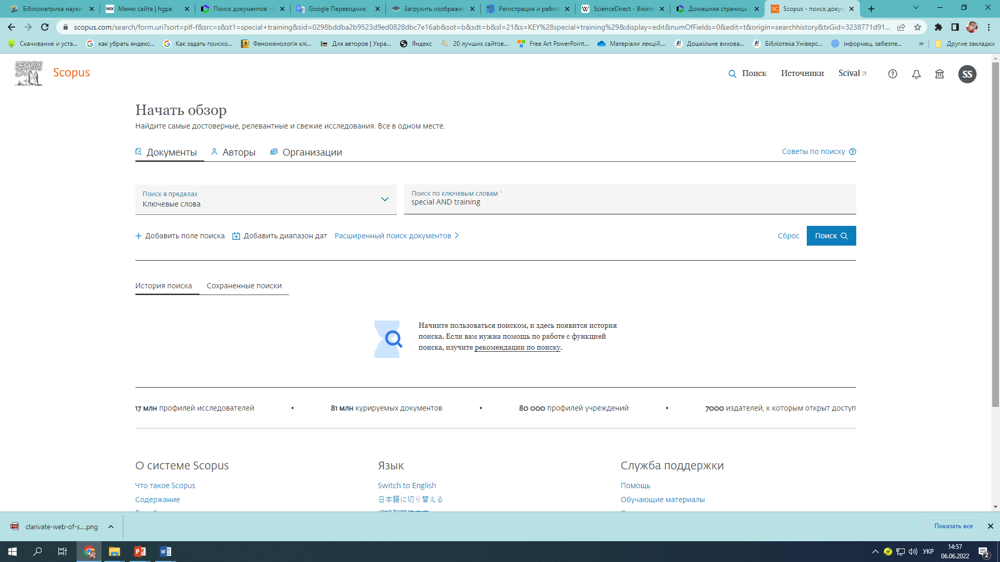 Бібліометрика науки
Меню сайта | hgpa
Поиск документов - W
Google Переводчик
Загрузить изображен
Регистрация и работа
ScienceDirect - Вікіпе
Домашняя страница
Scopus - поиск докум
scopus.com/search/form.uri?sort=plf-f&src=s&st1=special+training&sid=0298bddba2b9523d9ed0828dbc7e16ab&sot=b&sdt=b&sl=21&s=KEY%28special+training%29&display=edit&numOfFields=0&edit=t&origin=searchhistory&txGid=3238771d91...
Скачивание и уста...
как убрать яндекс...
Как задать поиско...
Феноменологія клі...
Для авторов | Укра...
Яндекс
20 лучших сайтов...
Free Art PowerPoint...
Матеріали лекцій,...
Дошкільне вихова...
Бібліотека Універс...
інформац. забезпе...
»
Другие закладки
Scopus
Поиск
Источники
Scival
SS
Начать обзор
Найдите самые достоверные, релевантные и свежие исследования. Все в одном месте.
Документы
Авторы
Организации
Советы по поиску
Поиск в пределах
Ключевые слова
Поиск по ключевым словам *
special AND training
Добавить поле поиска
Добавить диапазон дат
Расширенный поиск документов
Сброс
Поиск
История поиска
Сохраненные поиски
Начните пользоваться поиском, и здесь появится история
поиска. Если вам нужна помощь по работе с функцией
поиска, изучите рекомендации по поиску.
17 млн профилей исследователей
•
81 млн курируемых документов
•
80 000 профилей учреждений
•
7000 издателей, к которым открыт доступ
О системе Scopus
Язык
Служба поддержки
Что такое Scopus
Switch to English
Помощь
Содержание
日本語に切り替える
Обучающие материалы
clarivate-web-of-s....png
Показать все
УКР
14:57
06.06.2022
2